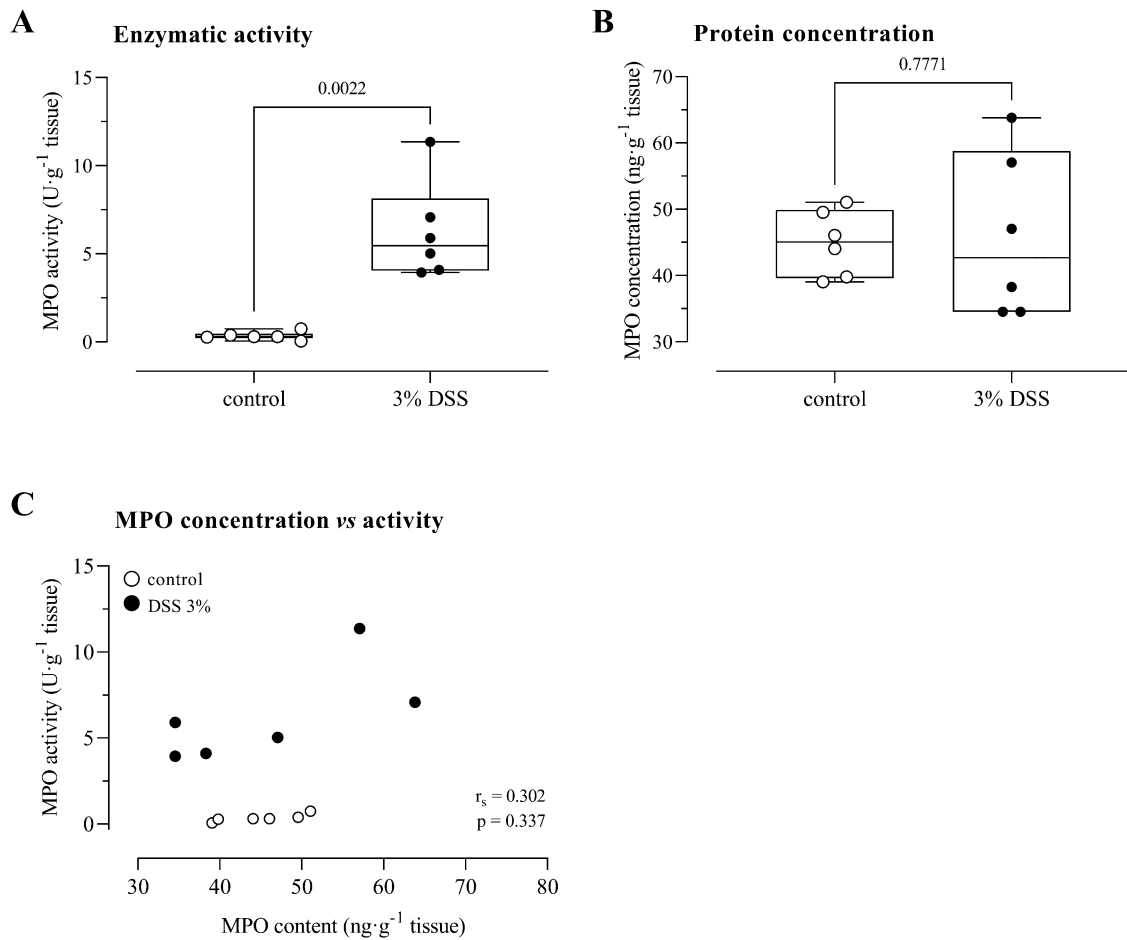 A
Enzymatic activity
MPO activity (U·g-1 tissue)
15
10
5
0
0.0022
control
3% DSS
B
Protein concentration
MPO concentration (ng·g-1 tissue)
70
60
50
40
30
0.7771
control
3% DSS
C
MPO concentration vs activity
MPO activity (U·g-1 tissue)
15
10
5
0
control
DSS 3%
rs = 0.302
p = 0.337
30 40 50 60 70 80
MPO content (ng·g-1 tissue)